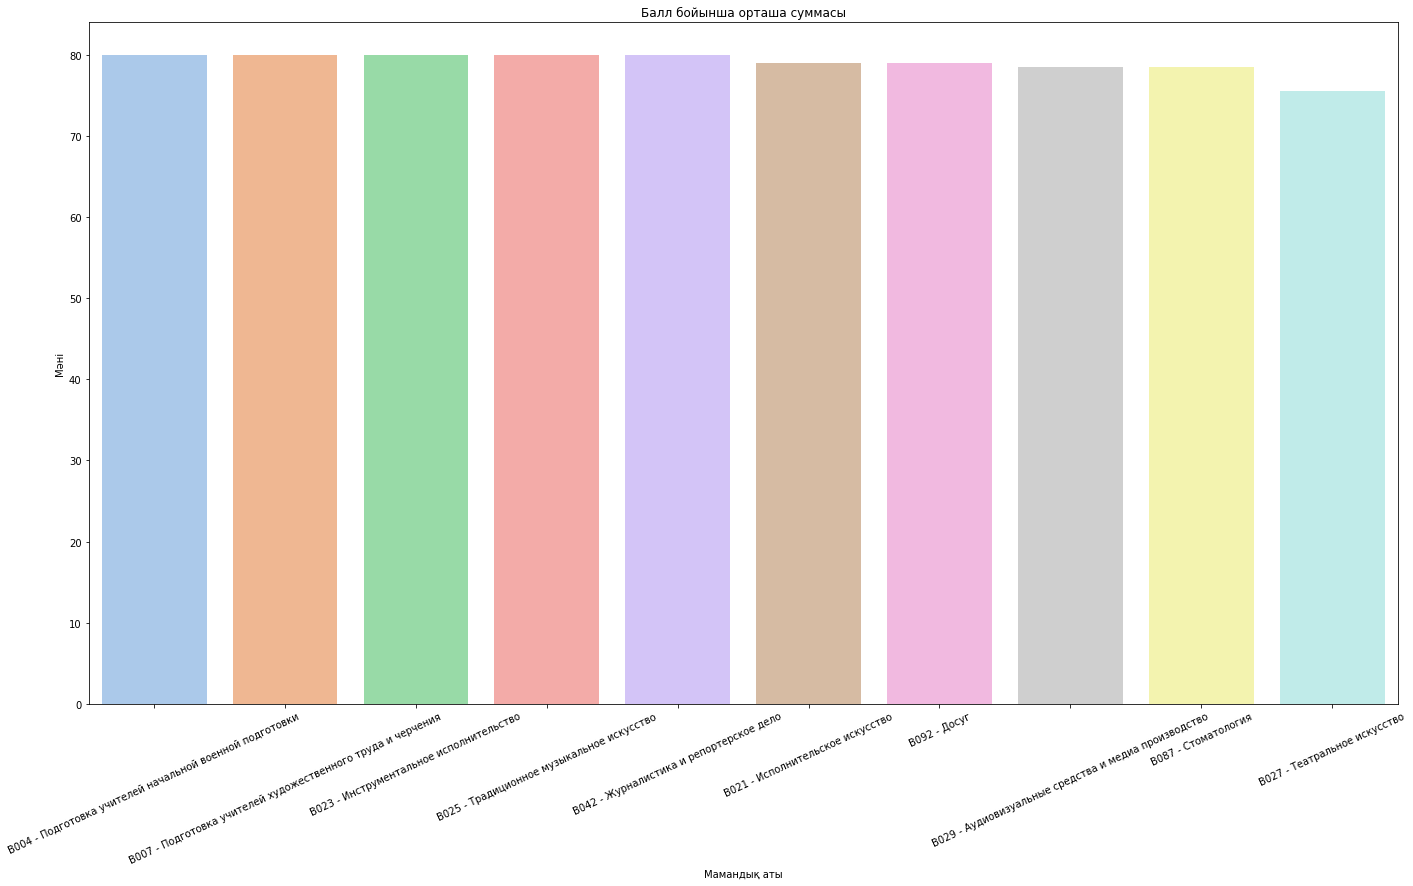 Балл бойынша орташа суммасы
80
70
60
50
40
30
20
10
0
Мәні
B004 - Подготовка учителей начальной военной подготовки
B007 - Подготовка учителей художественного труда и черчения
B023 - Инструментальное исполнительство
B025 - Традиционное музыкальное искусство
B042 - Журналистика и репортерское дело
B021 - Исполнительское искусство
B092 - Досуг
B029 - Аудиовизуальные средства и медиа производство
B087 - Стоматология
B027 - Театральное искусство
Мамандық аты